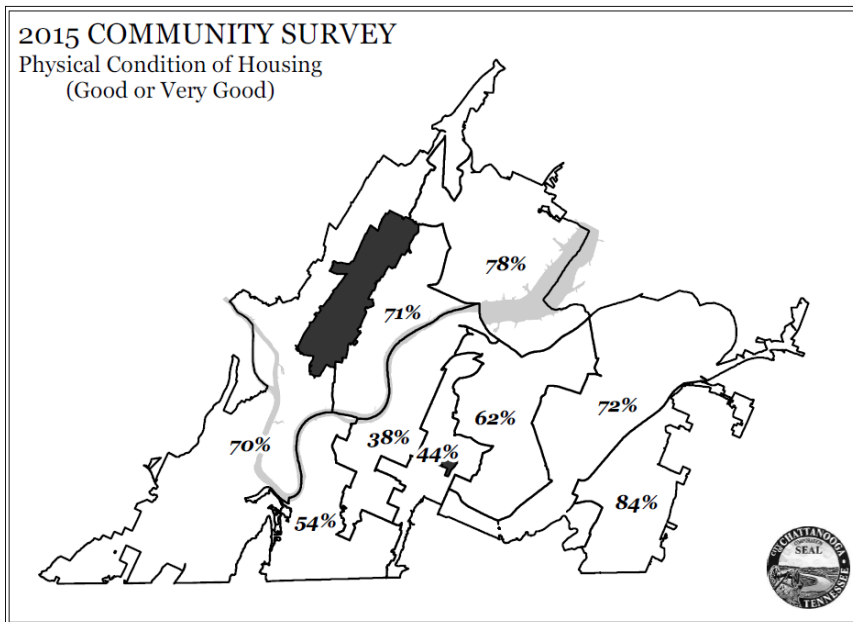 2015 COMMUNITY SURVEY
Physical Condition of Housing
(Good or Very Good)
78%
71%
70%
38%
44%
62%
72%
54%
84%
CHATTANOOGA
CORPORATION
SEAL
TENNESSEE